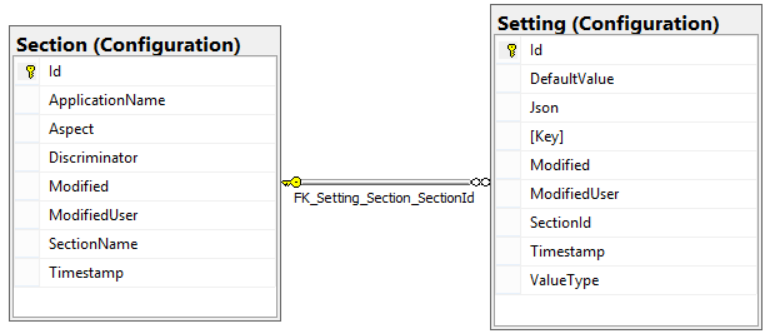 Section (Configuration)
Id
ApplicationName
Aspect
Discriminator
Modified
ModifiedUser
SectionName
Timestamp
FK_Setting_Section_SectionId
Setting (Configuration)
Id
DefaultValue
Json
[Key]
Modified
ModifiedUser
SectionId
Timestamp
ValueType